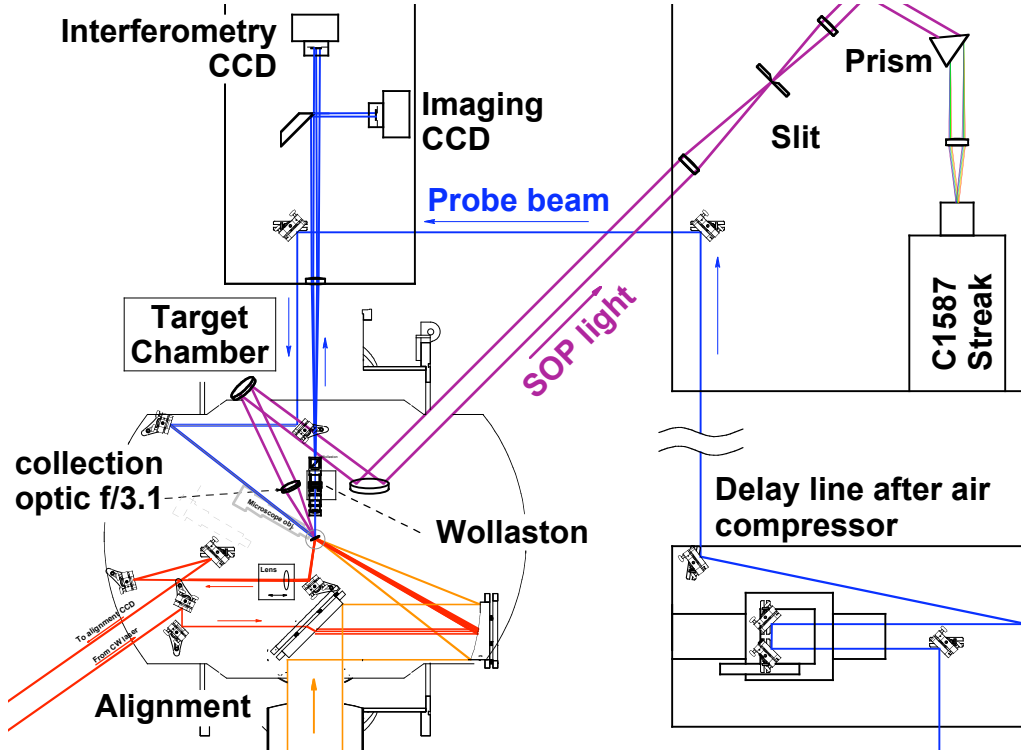 Interferometry
CCD
Imaging
CCD
Prism
Slit
Probe beam
C1587
Streak
SOP light
Target
Chamber
collection
optic f/3.1
Microscope obj
Wollaston
Delay line after air
compressor
Lens
To alignment CCD
From CW laser
Alignment